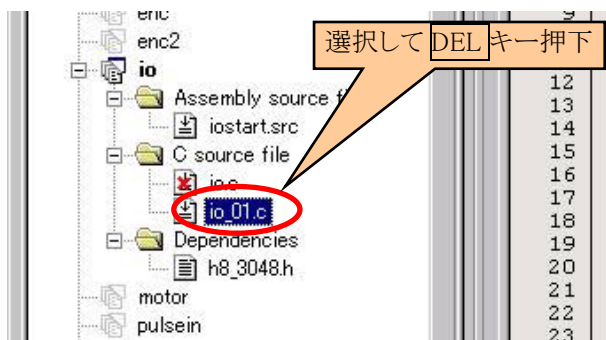 enc
enc2
選択して DEL キー押下
io
Assembly source f
iostart.src
C source file
io.c
io_01.c
Dependencies
h8_3048.h
motor
pulsein
9
12
13
14
15
16
17
18
19
20
21
22
23